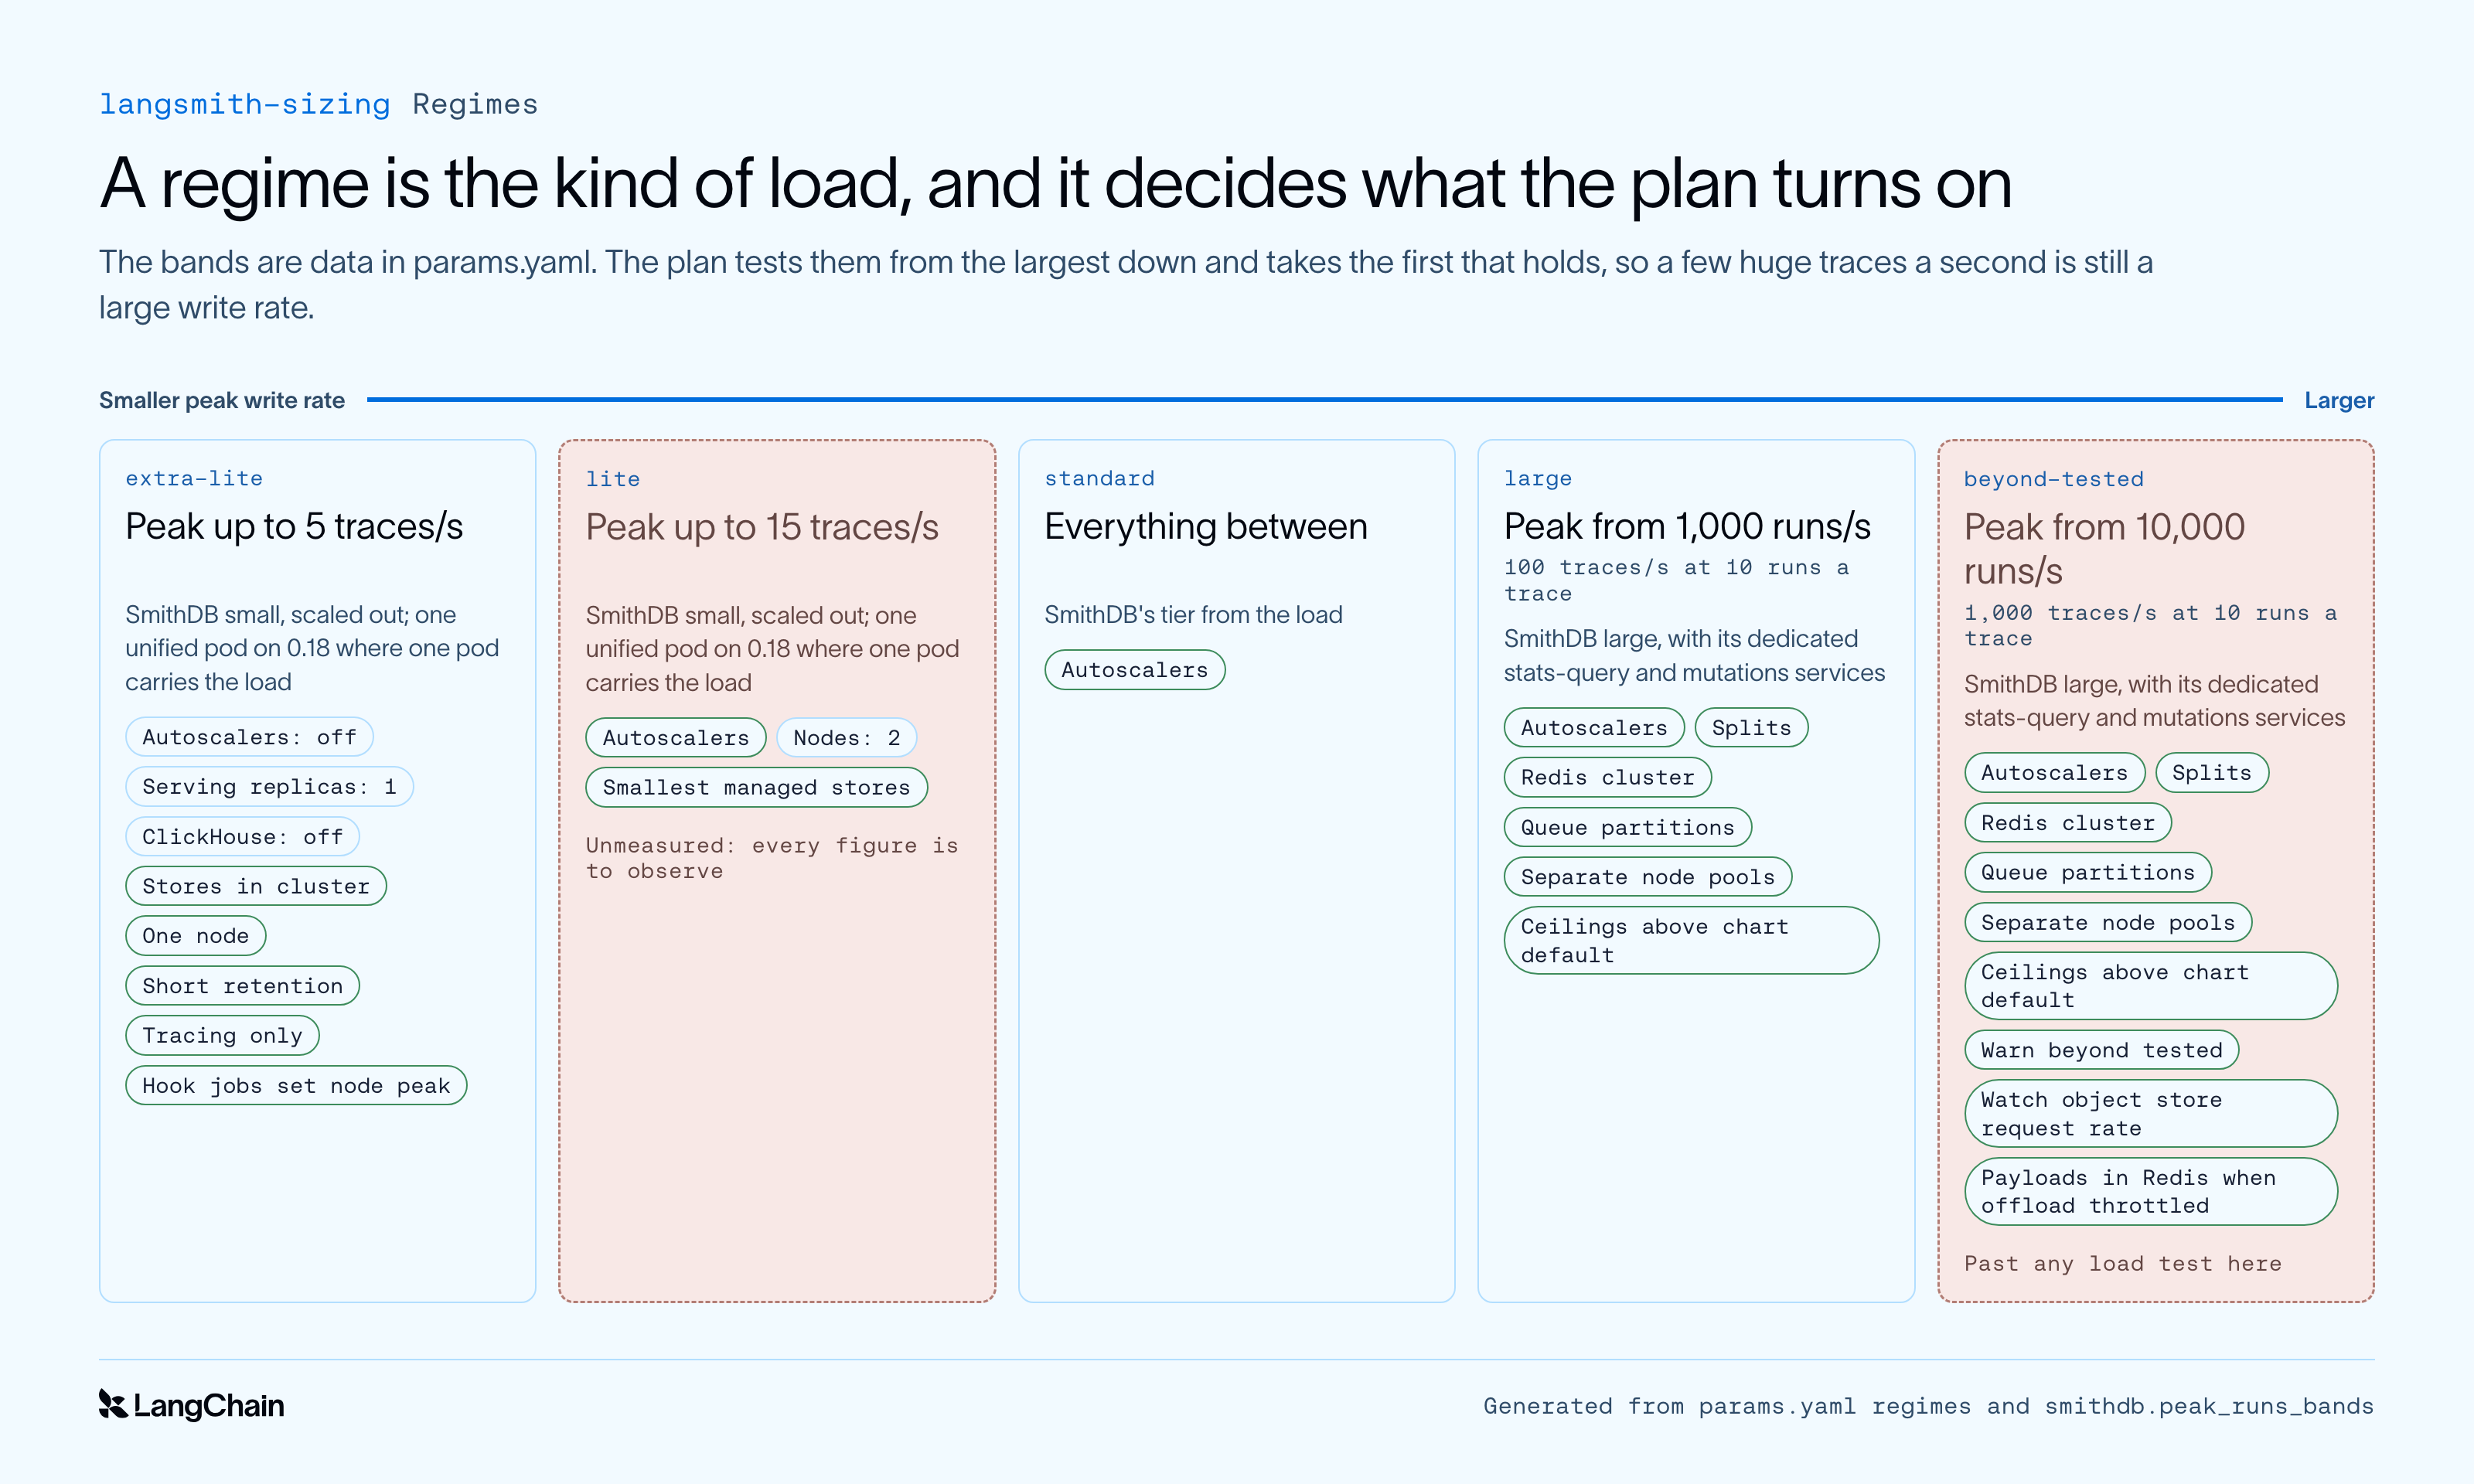 langsmith-sizing Regimes
A regime is the kind of load, and it decides what the plan turns on
The bands are data in params.yaml. The plan tests them from the largest down and takes the first that holds, so a few huge traces a second is still a
large write rate.
Smaller peak write rate
Larger
extra-lite
Peak up to 5 traces/s
SmithDB small, scaled out; one
unified pod on 0.18 where one pod
carries the load
Autoscalers: off
Serving replicas: 1
ClickHouse: off
Stores in cluster
One node
Short retention
Tracing only
Hook jobs set node peak
lite
Peak up to 15 traces/s
SmithDB small, scaled out; one
unified pod on 0.18 where one pod
carries the load
Autoscalers
Nodes: 2
Smallest managed stores
Unmeasured: every figure is
to observe
standard
Everything between
SmithDB's tier from the load
Autoscalers
large
Peak from 1,000 runs/s
100 traces/s at 10 runs a
trace
SmithDB large, with its dedicated
stats-query and mutations services
Autoscalers
Splits
Redis cluster
Queue partitions
Separate node pools
Ceilings above chart
default
beyond-tested
Peak from 10,000
runs/s
1,000 traces/s at 10 runs a
trace
SmithDB large, with its dedicated
stats-query and mutations services
Autoscalers
Splits
Redis cluster
Queue partitions
Separate node pools
Ceilings above chart
default
Warn beyond tested
Watch object store
request rate
Payloads in Redis when
offload throttled
Past any load test here
LangChain
Generated from params.yaml regimes and smithdb.peak_runs_bands